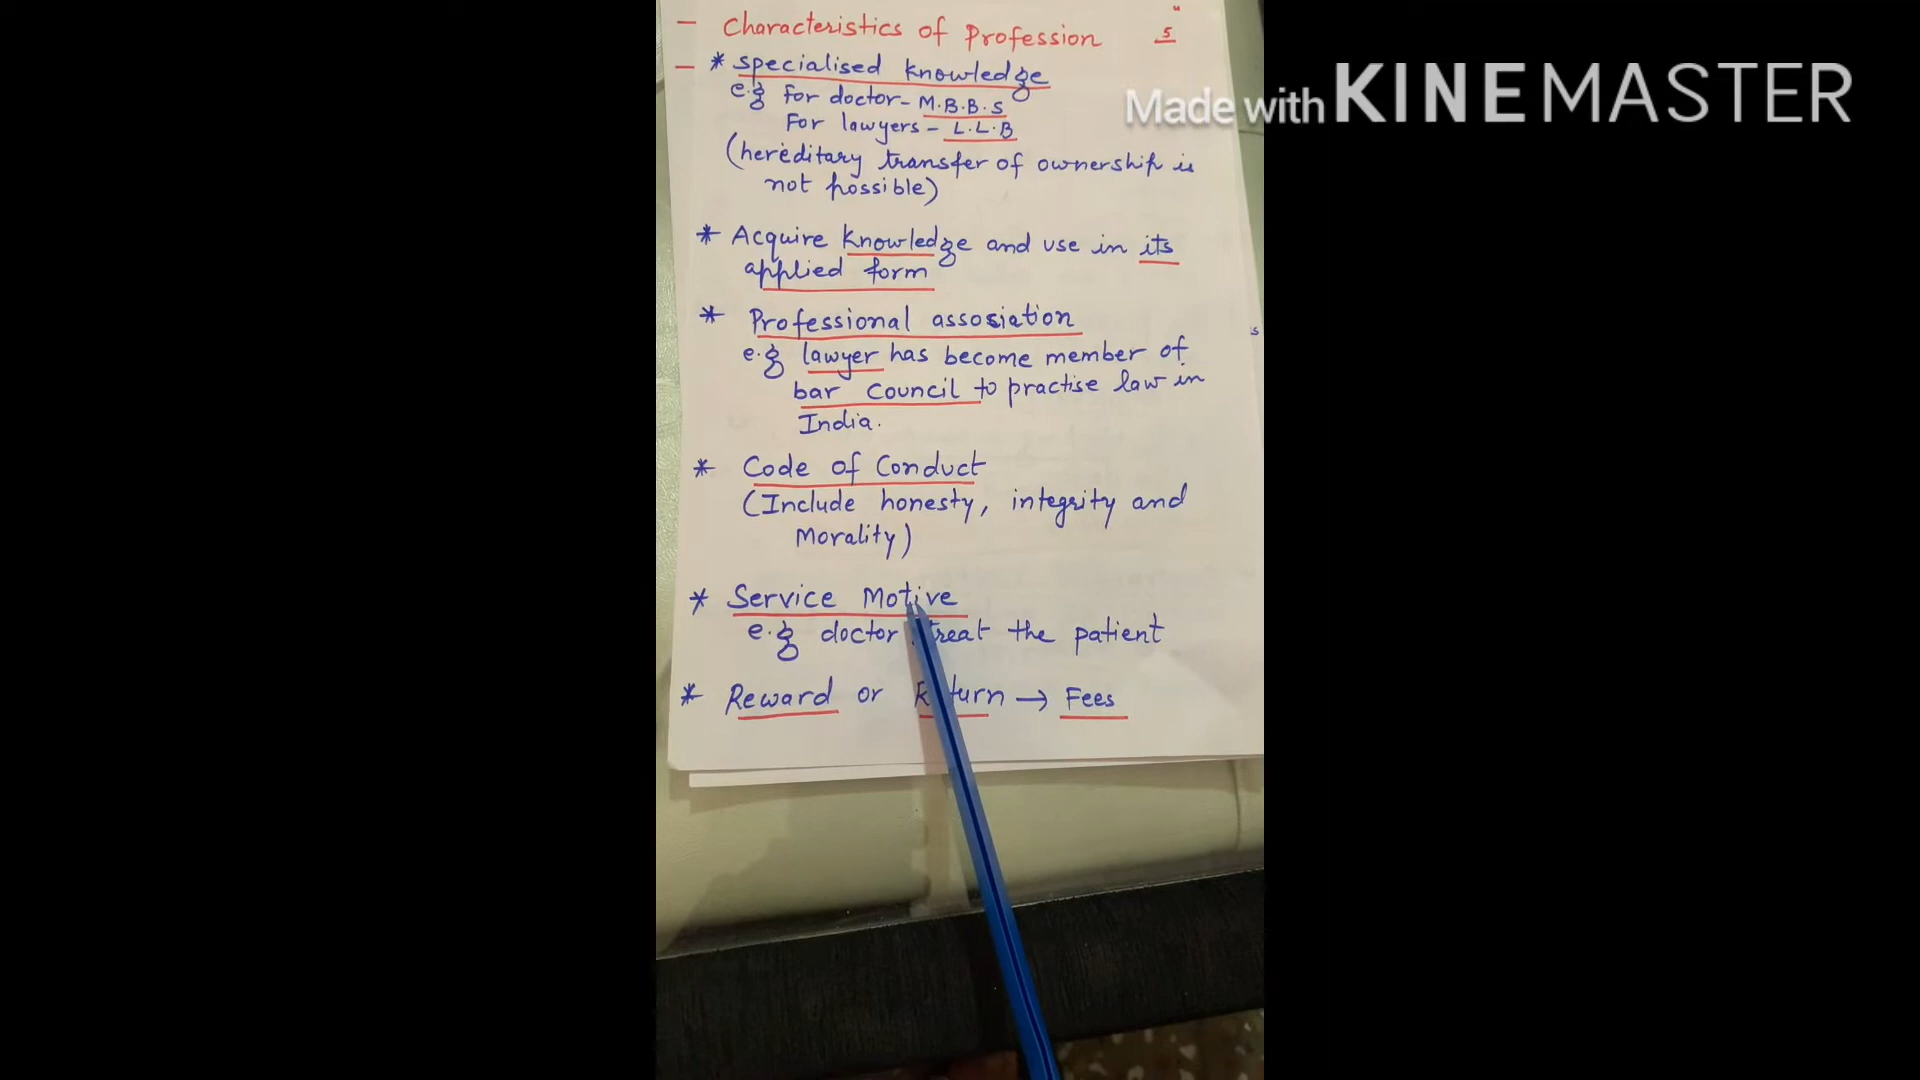 - Characteristics of Profession 5
- * specialised knowledge
e.g for doctor- M.B.B.S
For lawyers - L.L.B
(hereditary transfer of ownership is
not possible)
* Acquire knowledge and use in its
applied form
* Professional association
e.g lawyer has become member of
bar council to practise law in
India.
* Code of Conduct
(Include honesty, integrity and
Morality)
* Service Motive
e.g doctor treat the patient
* Reward or Return → Fees
Made with KINEMASTER